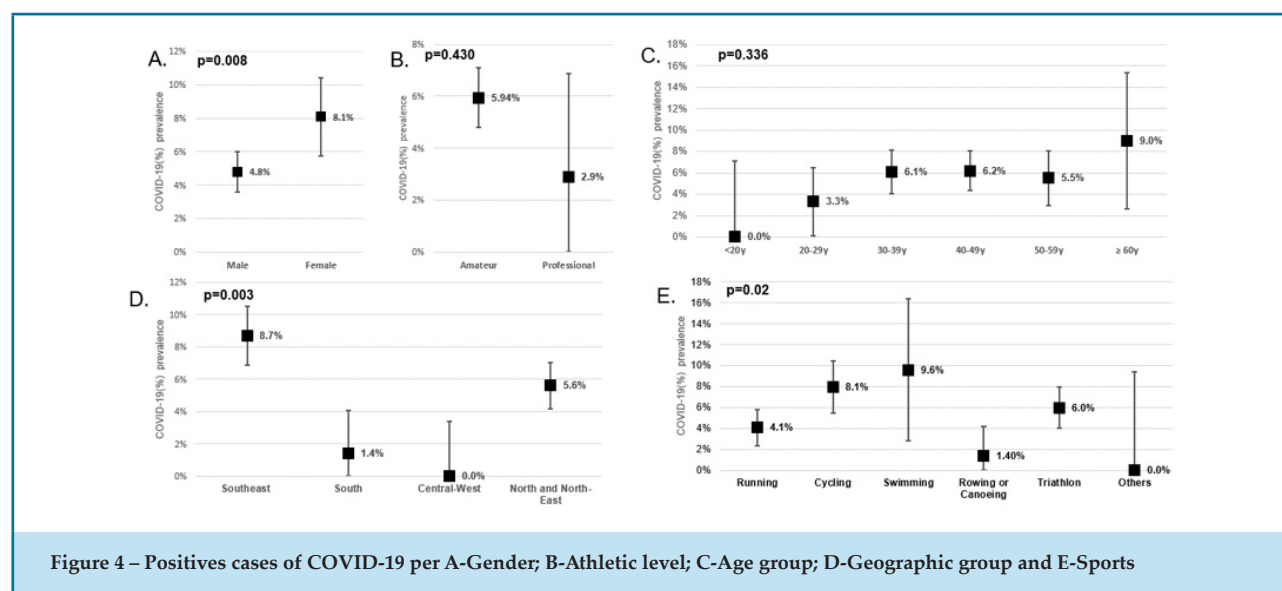 A.
p=0.008
COVID-19(%) prevalence
12%
10%
8%
6%
4%
2%
0%
4.8%
8.1%
Male Female
B.
p=0.430
COVID-19(%) prevalence
8%
6%
4%
2%
0%
5.94%
2.9%
Amateur Professional
C.
p=0.336
COVID-19(%) prevalence
18%
16%
14%
12%
10%
8%
6%
4%
2%
0%
0.0%
3.3%
6.1%
6.2%
5.5%
9.0%
<20y 20-29y 30-39y 40-49y 50-59y ≥ 60y
D.
p=0.003
COVID-19(%) prevalence
12%
10%
8%
6%
4%
2%
0%
8.7%
1.4%
0.0%
5.6%
Southeast South Central-West North and North-
East
E.
p=0.02
COVID-19(%) prevalence
18%
16%
14%
12%
10%
8%
6%
4%
2%
0%
4.1%
8.1%
9.6%
1.40%
6.0%
0.0%
Running Cycling Swimming Rowing or Triathlon Others
Canoeing
Figure 4 – Positives cases of COVID-19 per A-Gender; B-Athletic level; C-Age group; D-Geographic group and E-Sports